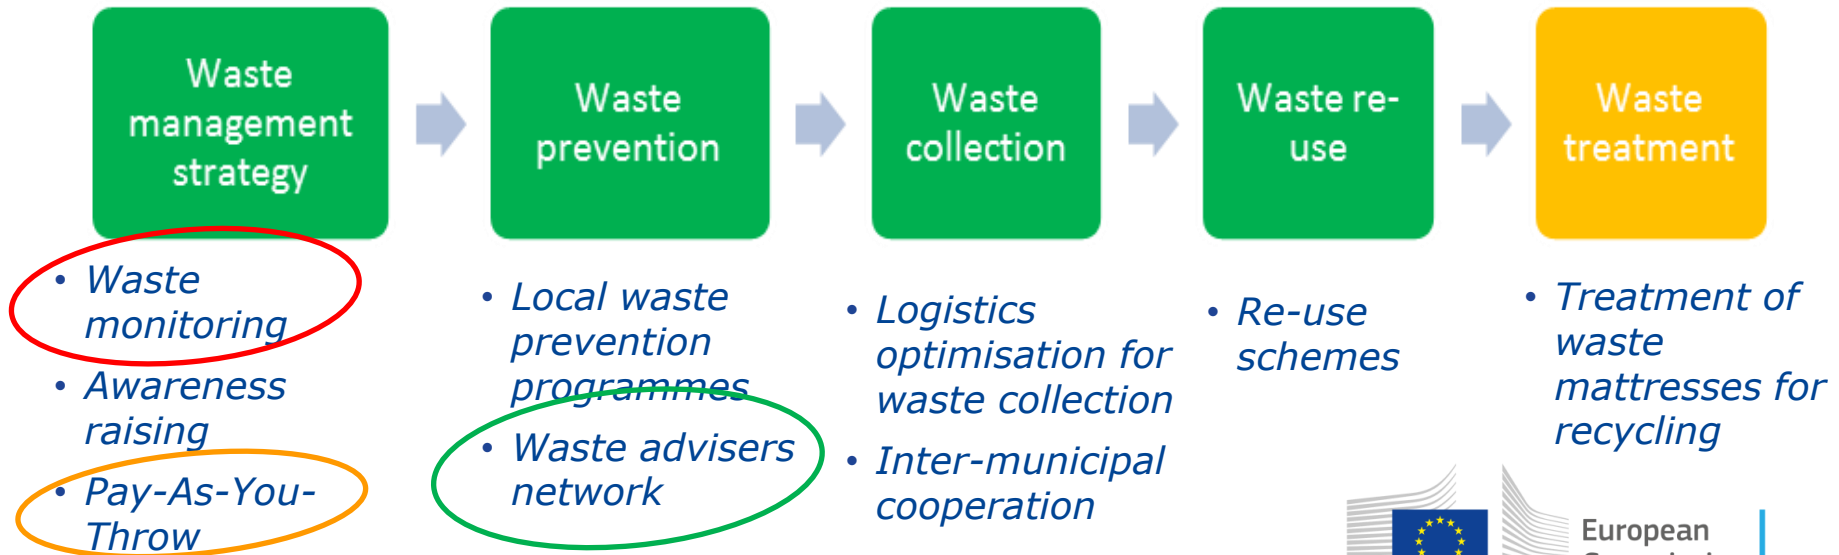 Waste
management
strategy
Waste
prevention
Waste
collection
Waste re-
use
Waste
treatment
• Waste
monitoring
• Awareness
raising
• Pay-As-You-
Throw
• Local waste
prevention
programmes
• Waste advisers
network
• Logistics
optimisation for
waste collection
• Inter-municipal
cooperation
• Re-use
schemes
• Treatment of
waste
mattresses for
recycling
European